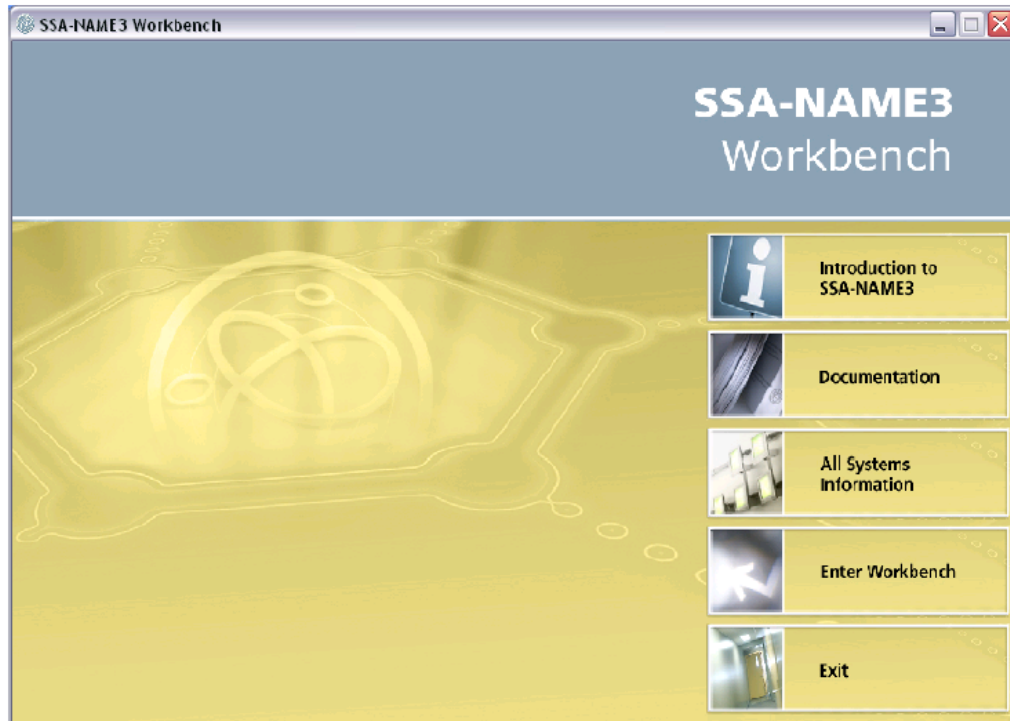 SSA-NAME3 Workbench
SSA-NAME3
Workbench
Introduction to
SSA-NAME3
Documentation
All Systems
Information
Enter Workbench
Exit